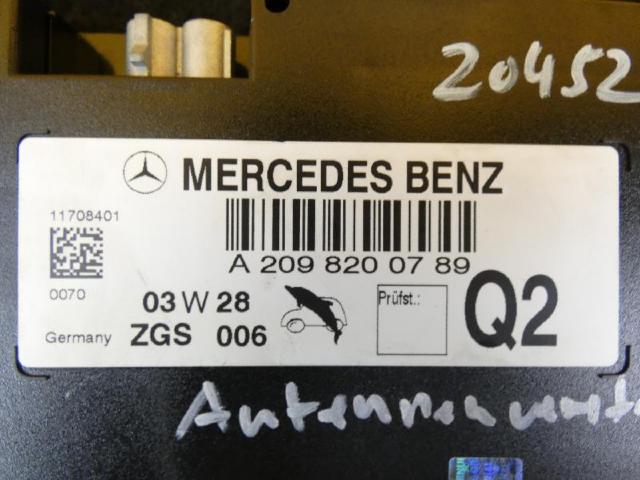 20452
MERCEDES BENZ
11708401
A 209 820 07 89
0070
03 W 28
Prüfst.:
Q2
Germany
ZGS 006